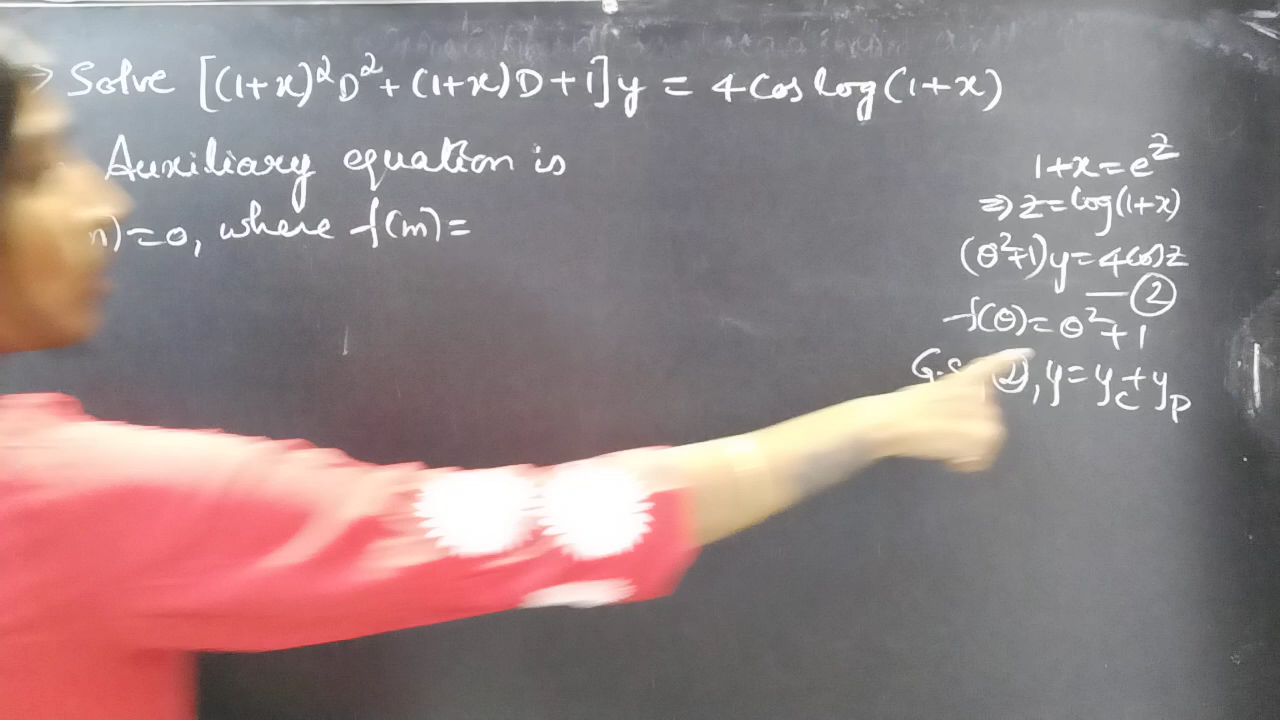 Solve [(1+x)²D²+(1+x)D+1]y = 4cos log(1+x)
Auxiliary equation is
)=0, where f(m)=
1+x=e^z
⇒z=log(1+x)
(θ²+1)y=4cosz
—②
f(θ)=θ²+1
G.S ②, y=y_c+y_p